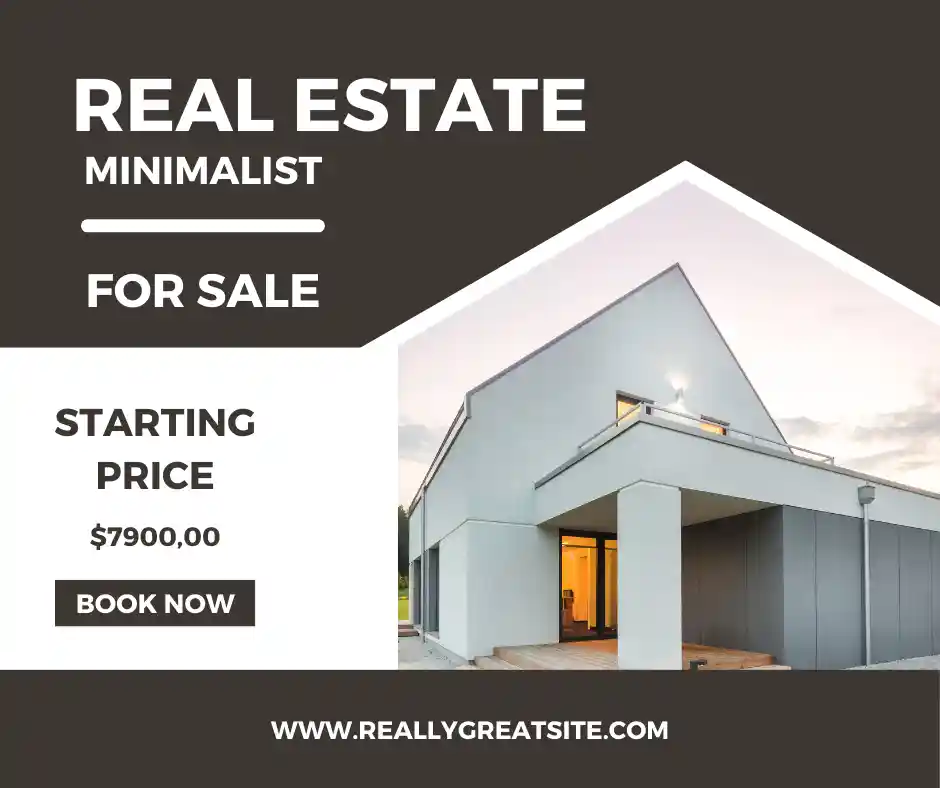 REAL ESTATE
MINIMALIST
FOR SALE
STARTING
PRICE
$7900,00
BOOK NOW
WWW.REALLYGREATSITE.COM